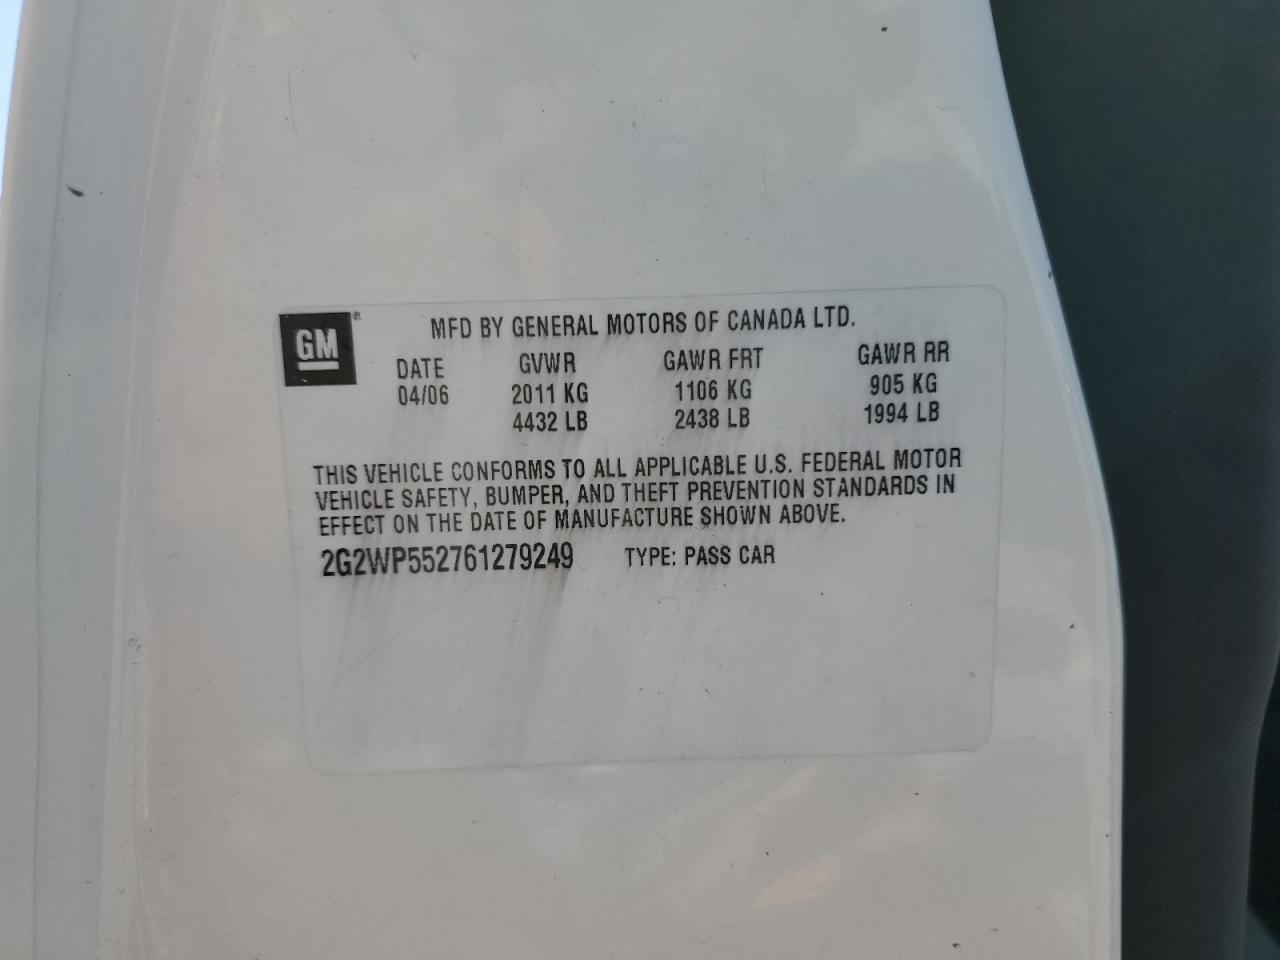 GM ®
MFD BY GENERAL MOTORS OF CANADA LTD.
DATE GVWR GAWR FRT GAWR RR
04/06 2011 KG 1106 KG 905 KG
4432 LB 2438 LB 1994 LB
THIS VEHICLE CONFORMS TO ALL APPLICABLE U.S. FEDERAL MOTOR
VEHICLE SAFETY, BUMPER, AND THEFT PREVENTION STANDARDS IN
EFFECT ON THE DATE OF MANUFACTURE SHOWN ABOVE.
2G2WP552761279249 TYPE: PASS CAR